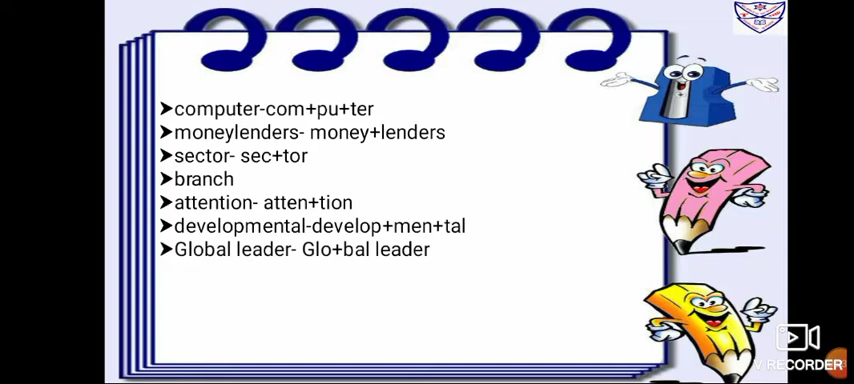 ➤computer-com+pu+ter
➤moneylenders- money+lenders
➤sector- sec+tor
➤branch
➤attention- atten+tion
➤developmental-develop+men+tal
➤Global leader- Glo+bal leader
V RECORDER